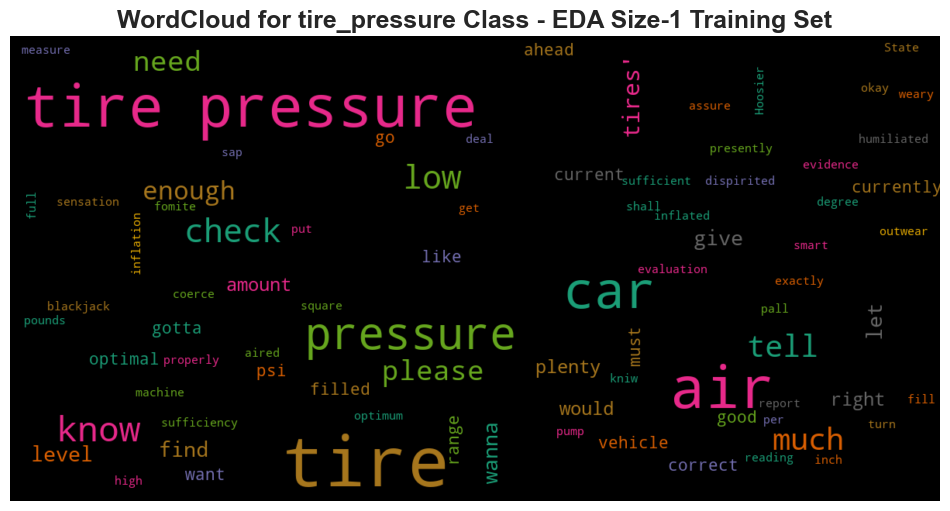 WordCloud for tire_pressure Class - EDA Size-1 Training Set
measure
need
ahead
State
tire pressure
tires'
Hoosier
okay
weary
assure
go
deal
humiliated
sap
presently
evidence
low
current
sufficient
dispirited
currently
enough
full
sensation
fomite
get
shall
inflated
degree
check
put
inflation
give
smart
outwear
like
evaluation
amount
car
exactly
coerce
blackjack
square
pall
pounds
gotta
pressure
let
must
tell
optimal
properly
aired
psi
please
plenty
kniw
air
filled
machine
report
right
fill
would
good
per
optimum
sufficiency
know
range
wanna
pump
turn
level
find
tire
vehicle
much
correct
reading
inch
want
high